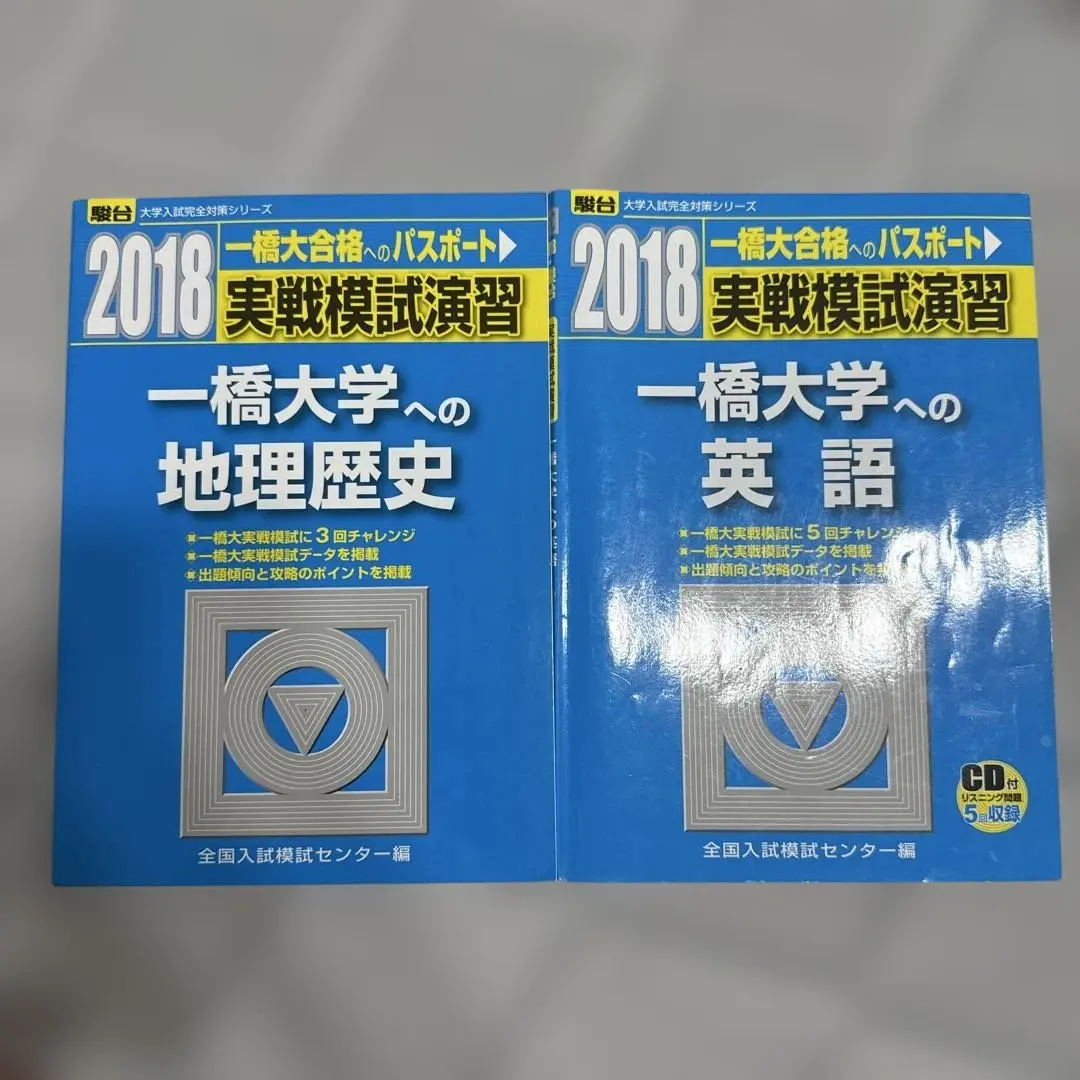 駿台 大学入試完全対策シリーズ
2018
一橋大合格へのパスポート▶
実戦模試演習
一橋大学への
地理歴史
一橋大実戦模試に3回チャレンジ
一橋大実戦模試データを掲載
出題傾向と攻略のポイントを掲載
全国入試模試センター編
駿台 大学入試完全対策シリーズ
2018
一橋大合格へのパスポート▶
実戦模試演習
一橋大学への
英語
一橋大実戦模試に5回チャレンジ
一橋大実戦模試データを掲載
出題傾向と攻略のポイントを
CD付
リスニング問題
5回収録
全国入試模試センター編